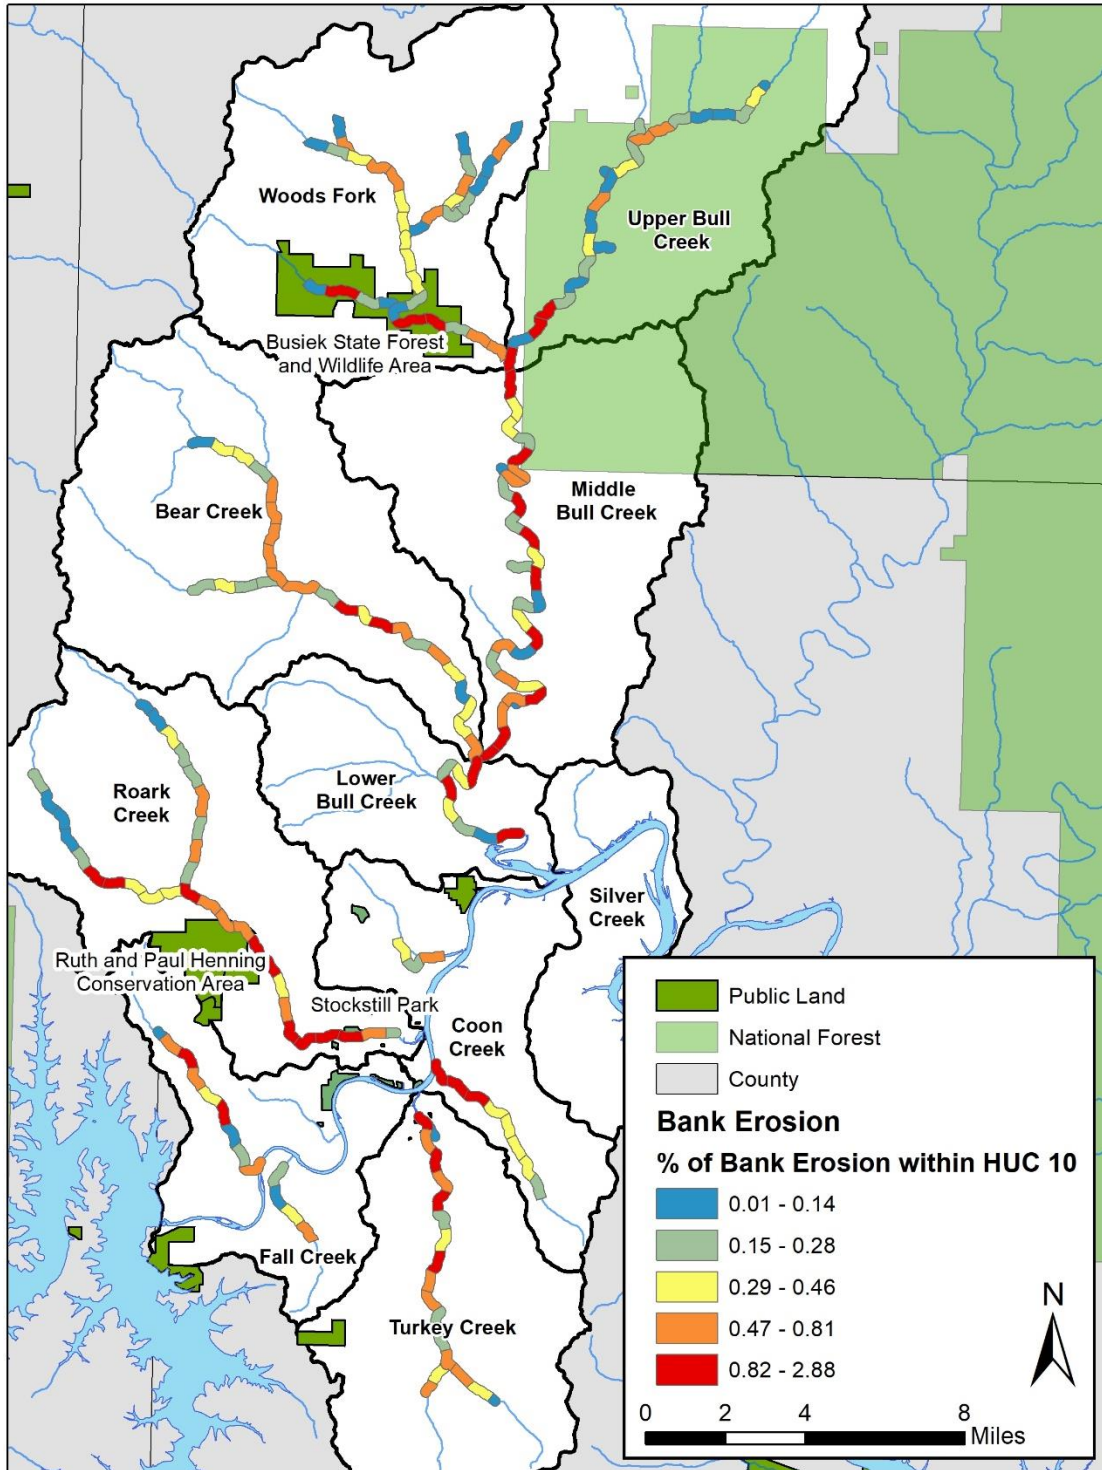 Woods Fork
Upper Bull
Creek
Busiek State Forest
and Wildlife Area
Bear Creek
Middle
Bull Creek
Roark
Creek
Lower
Bull Creek
Silver
Creek
Ruth and Paul Henning
Conservation Area
Stockstill Park
Coon
Creek
Fall Creek
Turkey Creek
Public Land
National Forest
County
Bank Erosion
% of Bank Erosion within HUC 10
0.01 - 0.14
0.15 - 0.28
0.29 - 0.46
0.47 - 0.81
0.82 - 2.88
N
0 2 4 8
Miles